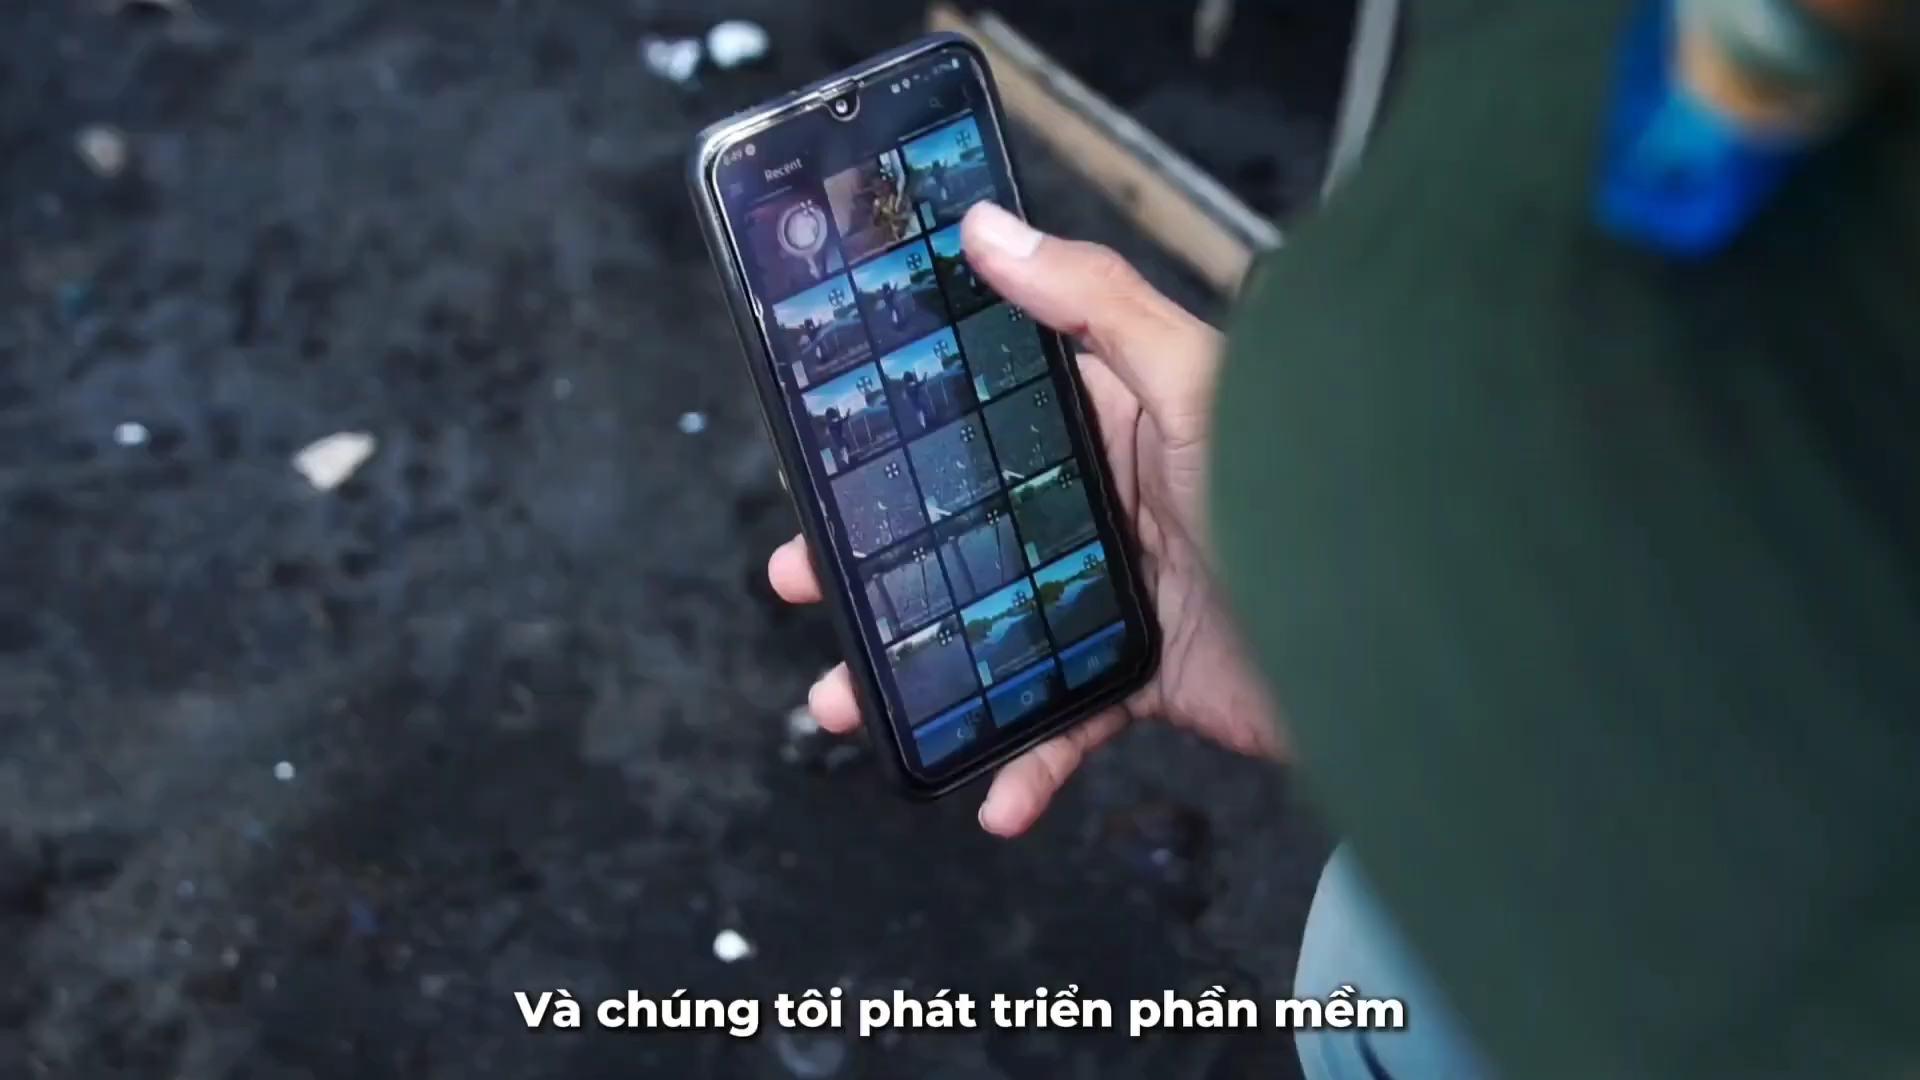 Recent
Và chúng tôi phát triển phần mềm